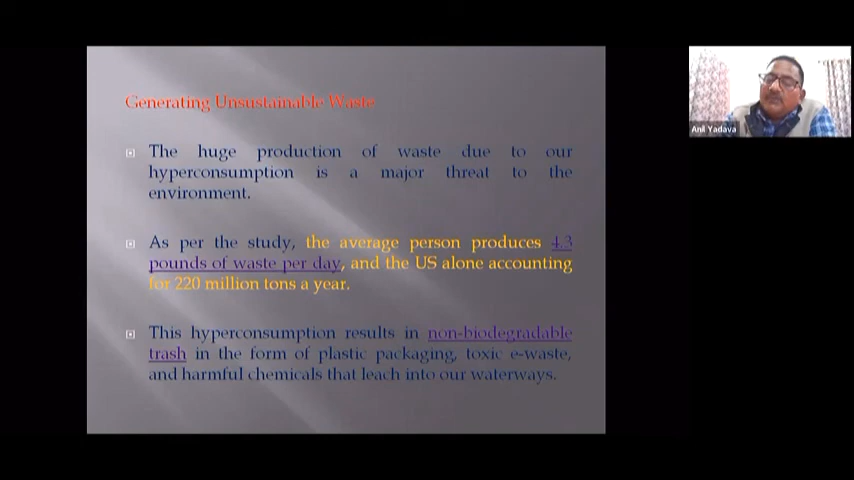 Generating Unsustainable Waste
The huge production of waste due to our
hyperconsumption is a major threat to the
environment.
As per the study, the average person produces 4.3
pounds of waste per day, and the US alone accounting
for 220 million tons a year.
This hyperconsumption results in non-biodegradable
trash in the form of plastic packaging, toxic e-waste,
and harmful chemicals that leach into our waterways.
Anil Yadava